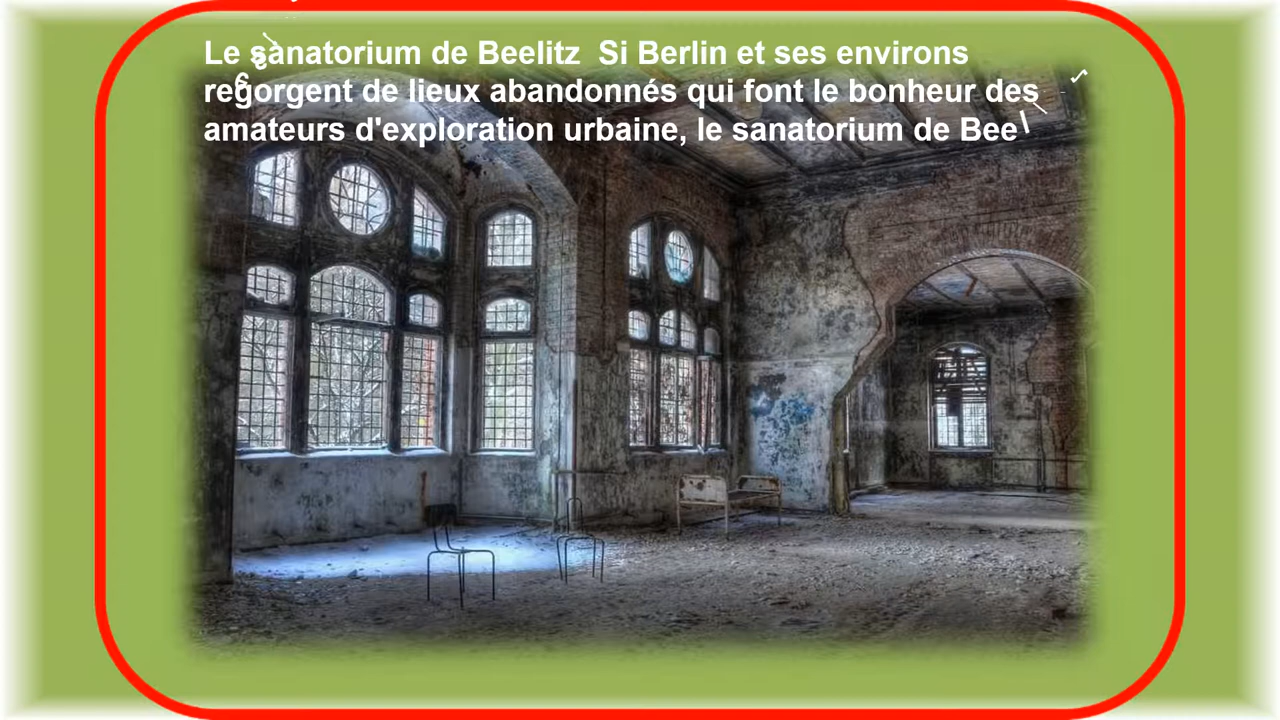 Le sanatorium de Beelitz  Si Berlin et ses environs
regorgent de lieux abandonnés qui font le bonheur des
amateurs d'exploration urbaine, le sanatorium de Bee